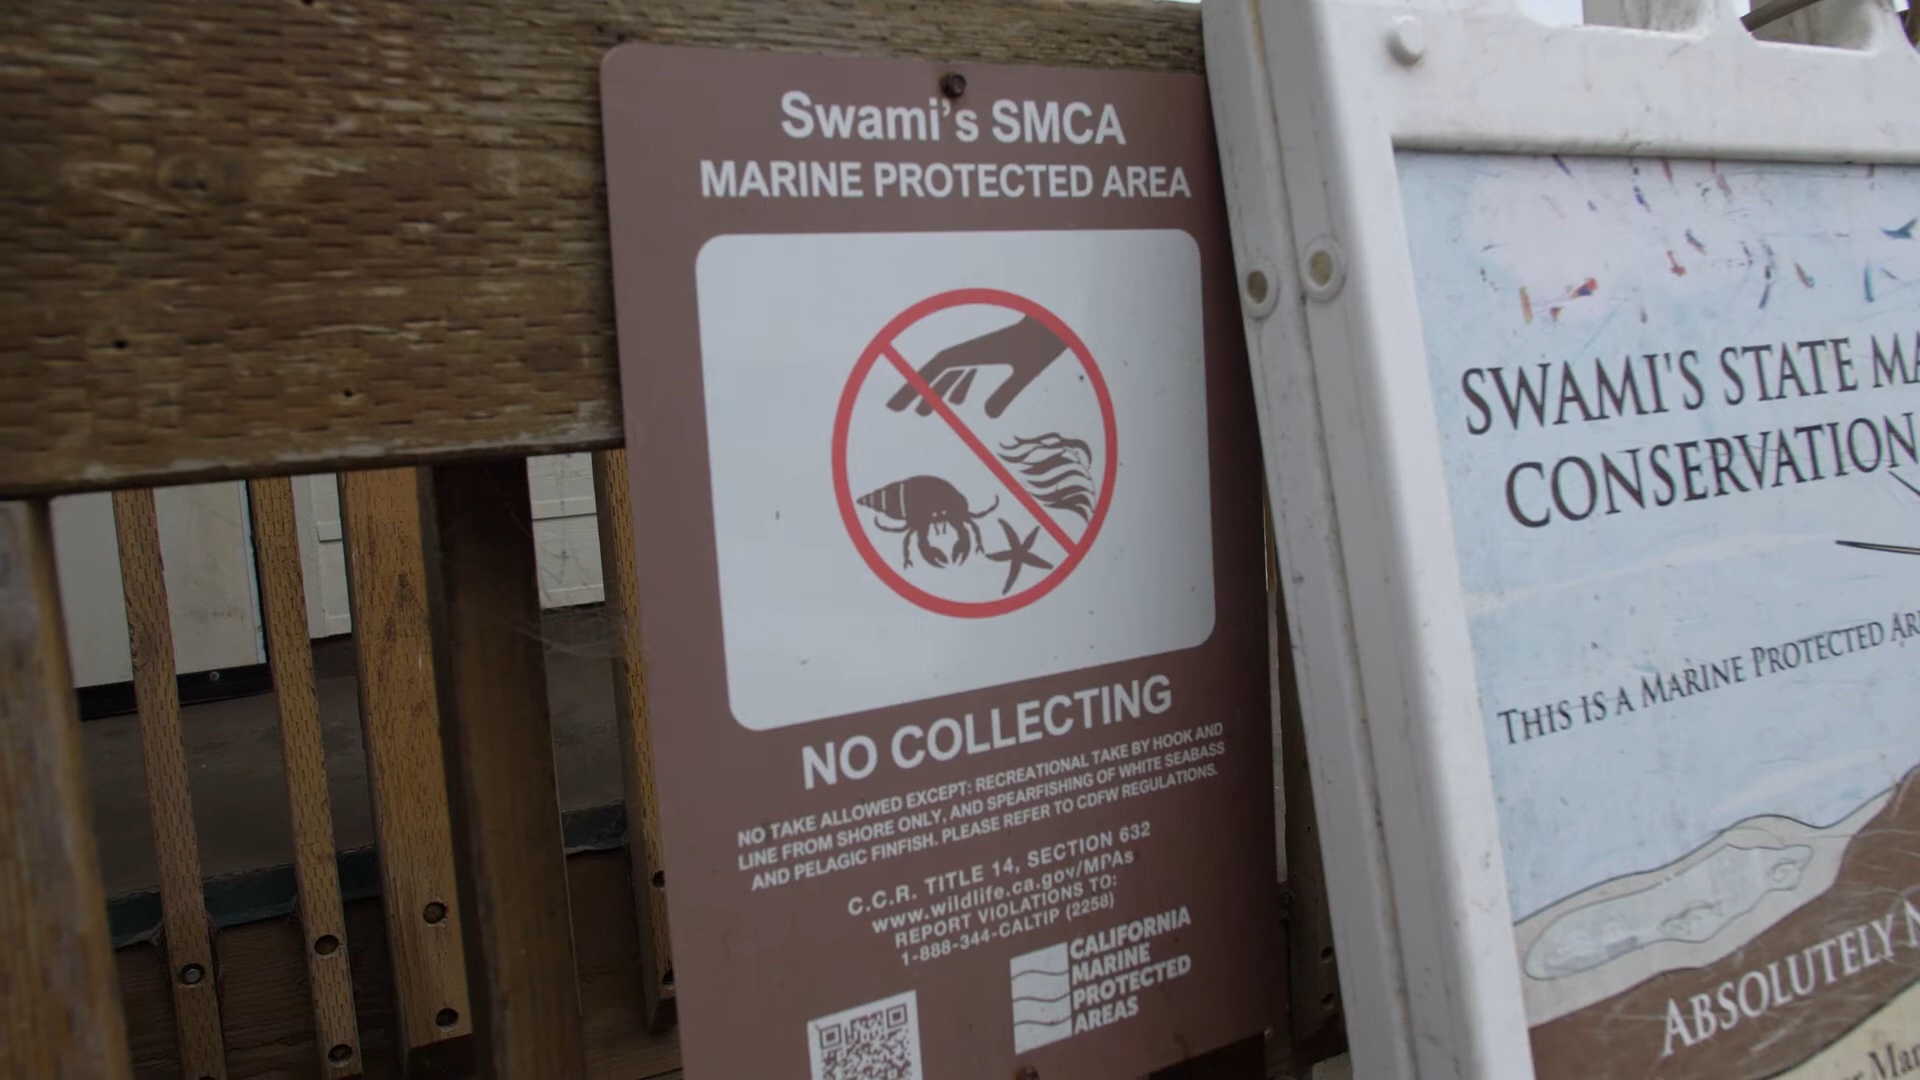 Swami's SMCA
MARINE PROTECTED AREA
NO COLLECTING
NO TAKE ALLOWED EXCEPT: RECREATIONAL TAKE BY HOOK AND
LINE FROM SHORE ONLY, AND SPEARFISHING OF WHITE SEABASS
AND PELAGIC FINFISH. PLEASE REFER TO CDFW REGULATIONS.
C.C.R. TITLE 14, SECTION 632
www.wildlife.ca.gov/MPAs
REPORT VIOLATIONS TO:
1-888-344-CALTIP (2258)
CALIFORNIA
MARINE
PROTECTED
AREAS
SWAMI'S STATE
CONSERVATION
THIS IS A MARINE PROTECTED
ABSOLUTELY